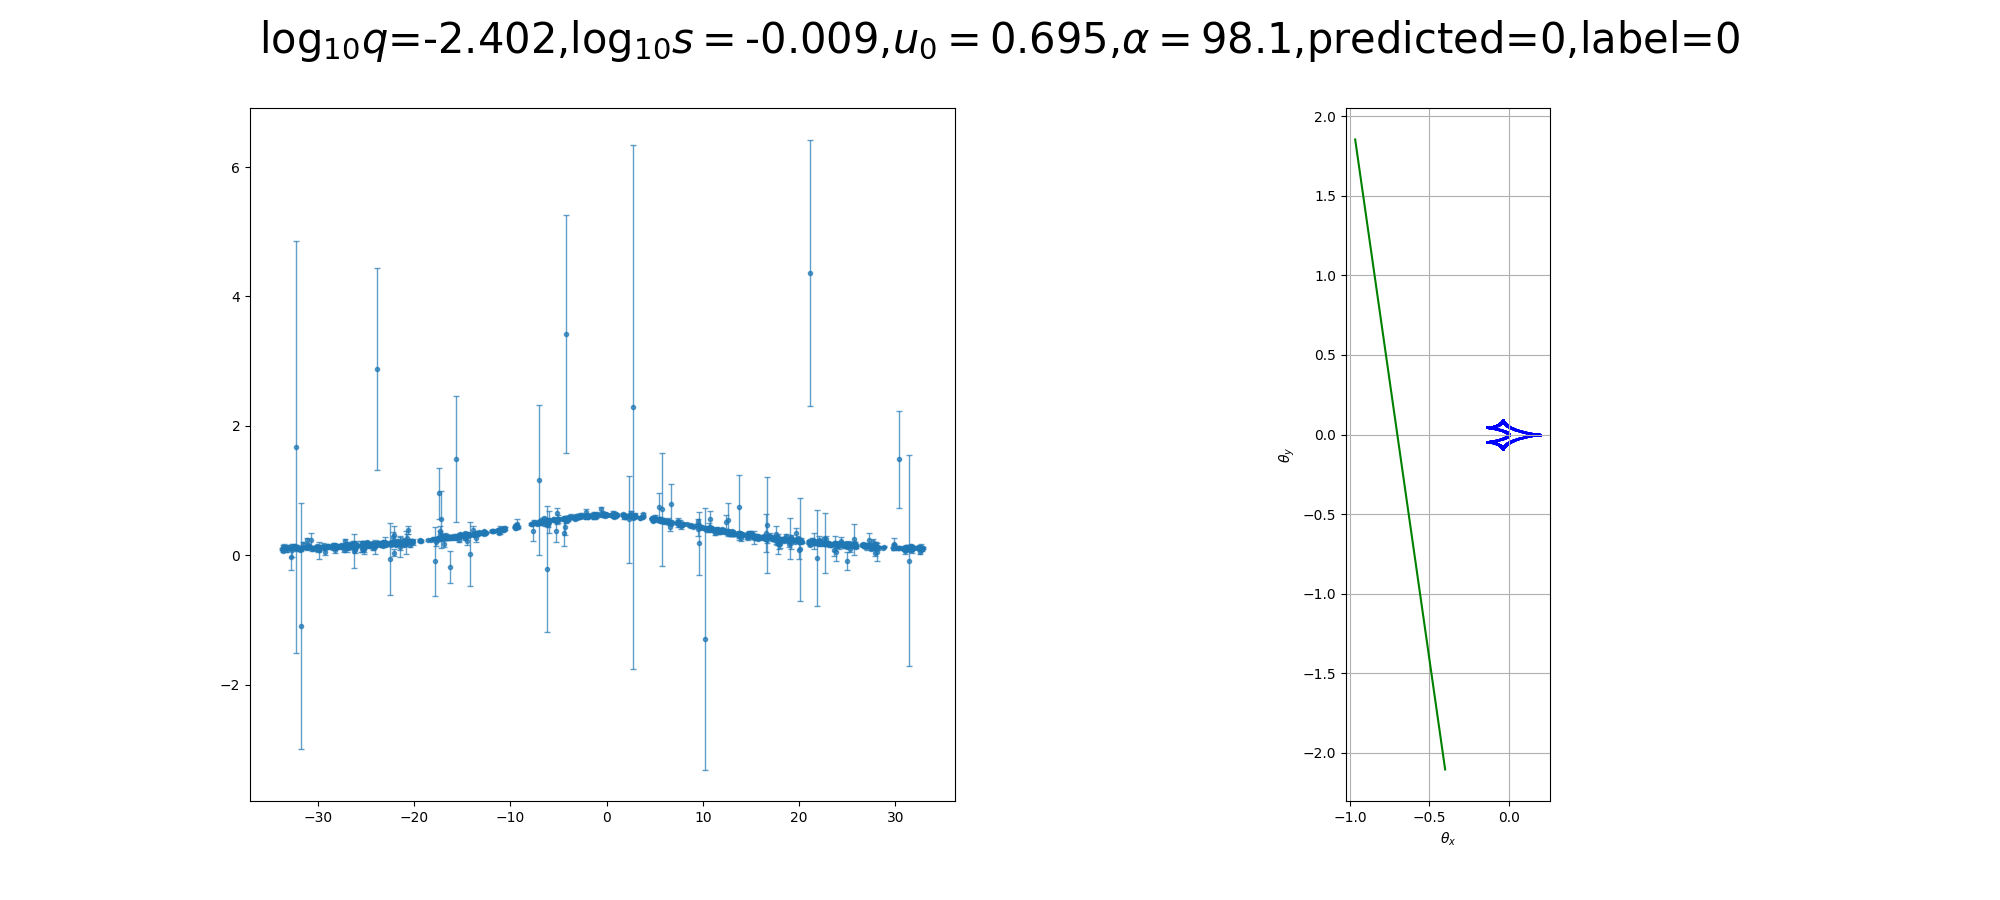 log₁₀q=-2.402,log₁₀s = -0.009,u₀ = 0.695,α = 98.1,predicted=0,label=0
6
4
2
0
−2
−30 −20 −10 0 10 20 30
2.0
1.5
1.0
0.5
0.0
−0.5
−1.0
−1.5
−2.0
θy
−1.0 −0.5 0.0
θx